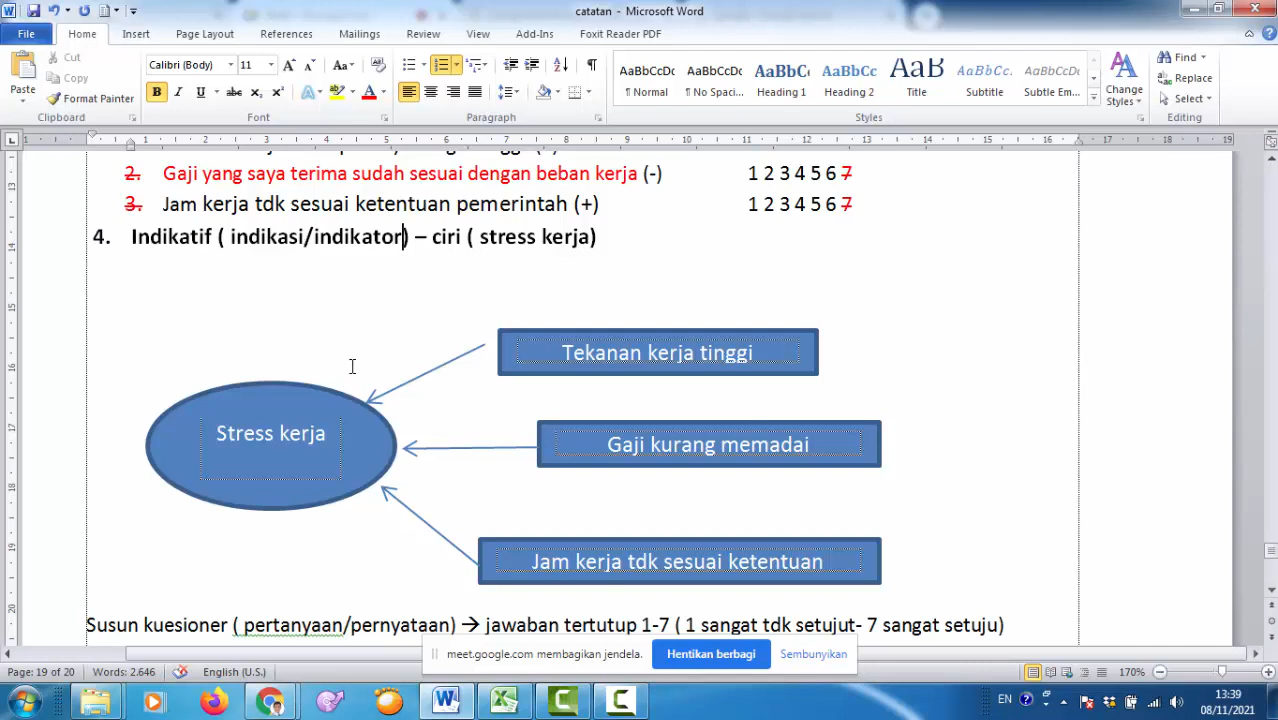 catatan - Microsoft Word
File Home Insert Page Layout References Mailings Review View Add-Ins Foxit Reader PDF
Cut
Copy
Format Painter
Paste
Clipboard
Calibri (Body) 11
Font
Paragraph
AaBbCcDc AaBbCcDc AaBbCc AaBbCc AaB AaBbCc. AaBbCcDc
¶ Normal ¶ No Spaci... Heading 1 Heading 2 Title Subtitle Subtle Em...
Styles
Change Styles
Find
Replace
Select
Editing
2. Gaji yang saya terima sudah sesuai dengan beban kerja (-) 1 2 3 4 5 6 7
3. Jam kerja tdk sesuai ketentuan pemerintah (+) 1 2 3 4 5 6 7
4. Indikatif ( indikasi/indikator) – ciri ( stress kerja)
Tekanan kerja tinggi
Stress kerja
Gaji kurang memadai
Jam kerja tdk sesuai ketentuan
Susun kuesioner ( pertanyaan/pernyataan) → jawaban tertutup 1-7 ( 1 sangat tdk setujut- 7 sangat setuju)
meet.google.com membagikan jendela. Hentikan berbagi Sembunyikan
Page: 19 of 20 Words: 2.646 English (U.S.) 170%
EN 13:39
08/11/2021